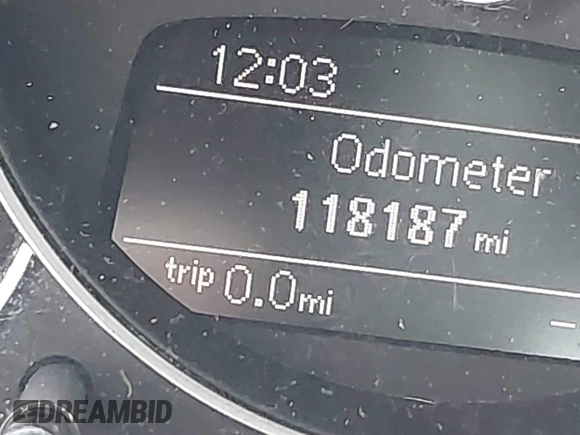 12:03
Odometer
118187 mi
trip 0.0mi
DREAMBID